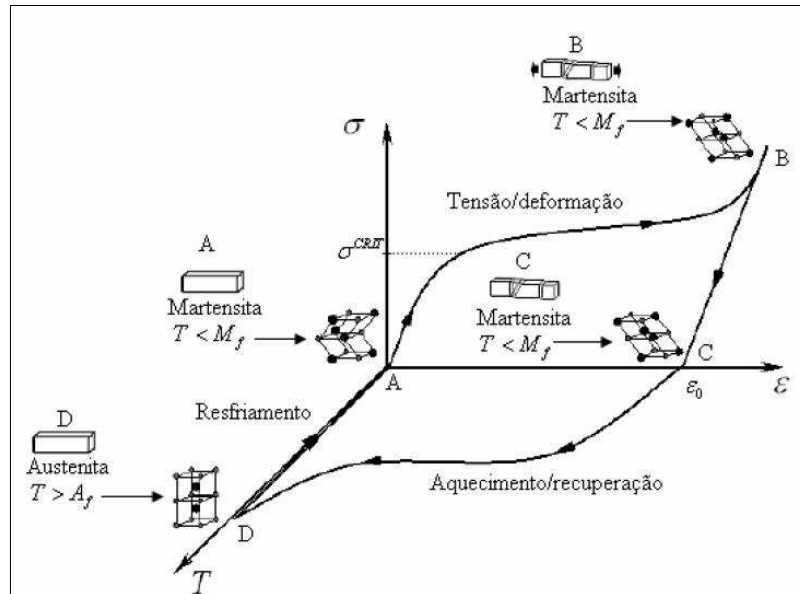 B
Martensita
T < M_f
σ
B
Tensão/deformação
A
σ^CRIT
C
Martensita
T < M_f
Martensita
T < M_f
C
A
ε_0
ε
D
Resfriamento
Austenita
T > A_f
Aquecimento/recuperação
D
T